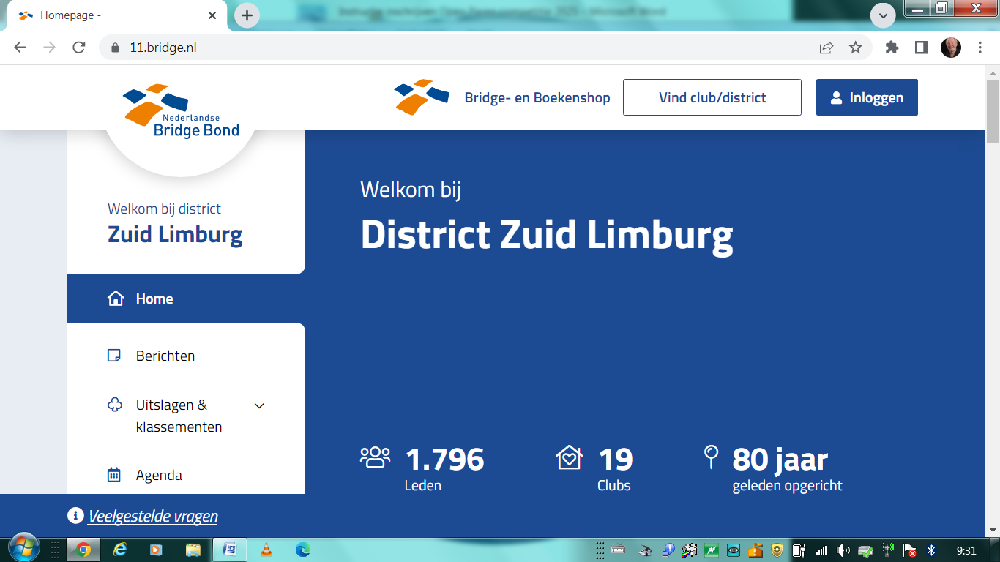 Homepage -
11.bridge.nl
Nederlandse
Bridge Bond
Bridge- en Boekenshop
Vind club/district
Inloggen
Welkom bij district
Zuid Limburg
Home
Berichten
Uitslagen &
klassementen
Agenda
Welkom bij
District Zuid Limburg
1.796
Leden
19
Clubs
80 jaar
geleden opgericht
Veelgestelde vragen
9:31